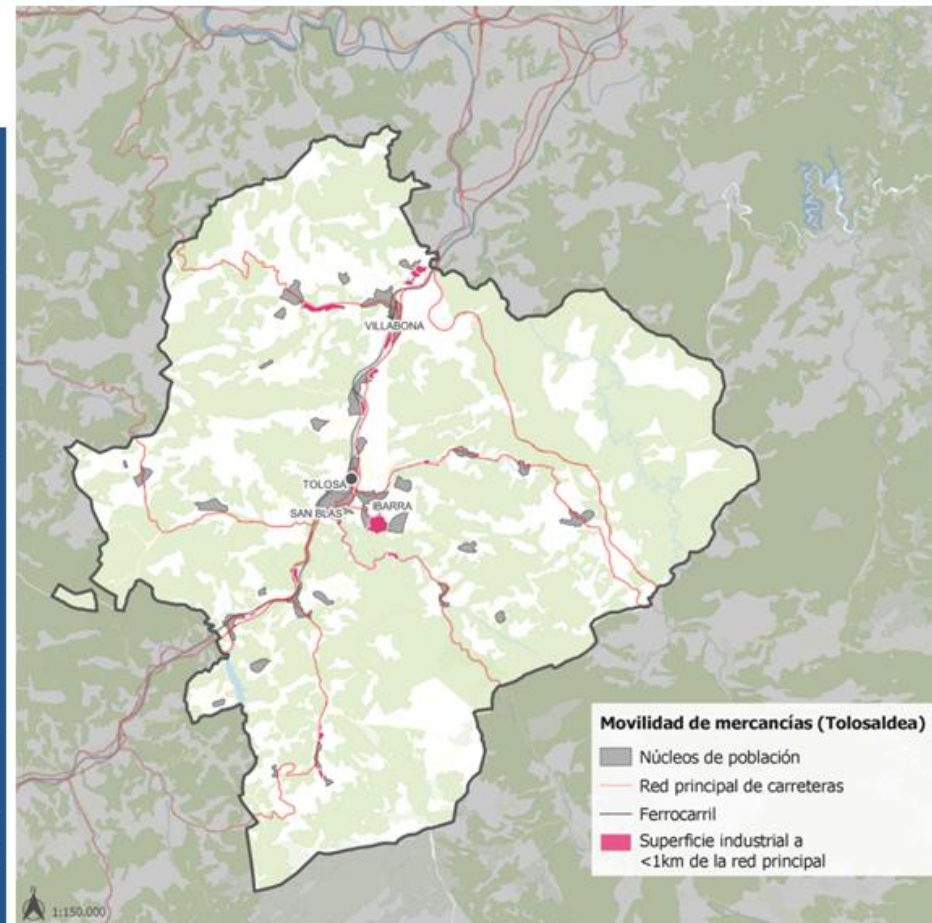 VILLABONA
TOLOSA
SAN BLAS
IBARRA
Movilidad de mercancías (Tolosaldea)
Núcleos de población
Red principal de carreteras
Ferrocarril
Superficie industrial a
<1km de la red principal
N
1:150.000